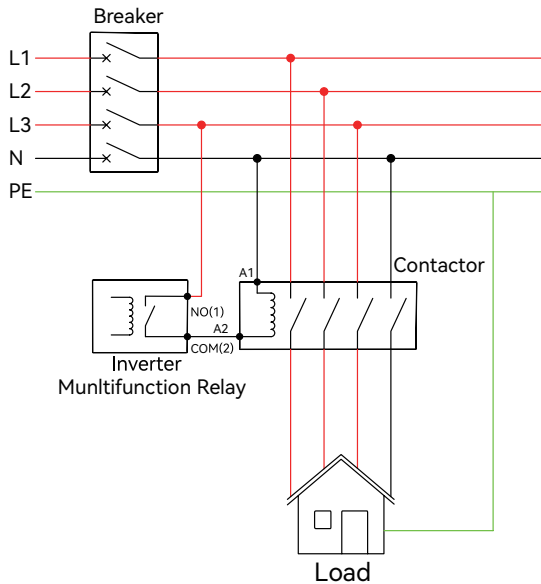 Breaker
L1
L2
L3
N
PE
A1
Contactor
NO(1)
A2
COM(2)
Inverter
Munltifunction Relay
Load